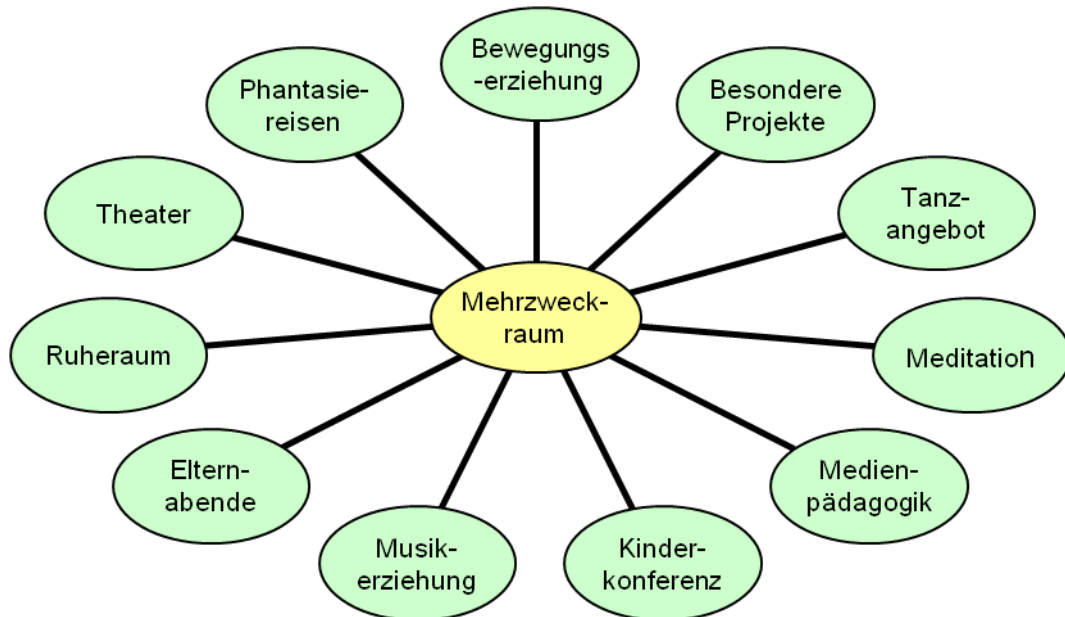 Bewegungs
-erziehung
Phantasie-
reisen
Besondere
Projekte
Theater
Tanz-
angebot
Mehrzweck-
raum
Ruheraum
Meditation
Eltern-
abende
Medien-
pädagogik
Musik-
erziehung
Kinder-
konferenz